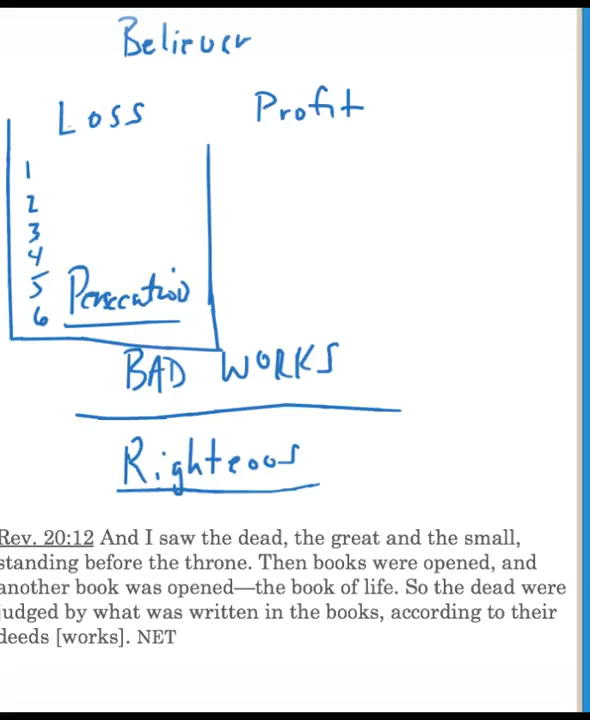 Believer
Loss Profit
1
2
3
4
5 Persecution
6
BAD WORKS
Righteous
Rev. 20:12 And I saw the dead, the great and the small,
standing before the throne. Then books were opened, and
another book was opened—the book of life. So the dead were
judged by what was written in the books, according to their
deeds [works]. NET